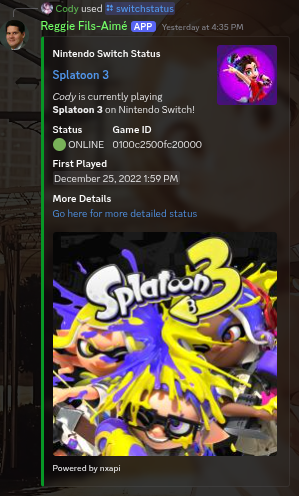 Cody used switchstatus
Reggie Fils-Aimé APP Yesterday at 4:35 PM
Nintendo Switch Status
Splatoon 3
Cody is currently playing
Splatoon 3 on Nintendo Switch!
Status Game ID
ONLINE 0100c2500fc20000
First Played
December 25, 2022 1:59 PM
More Details
Go here for more detailed status
Splatoon 3
Powered by nxapi